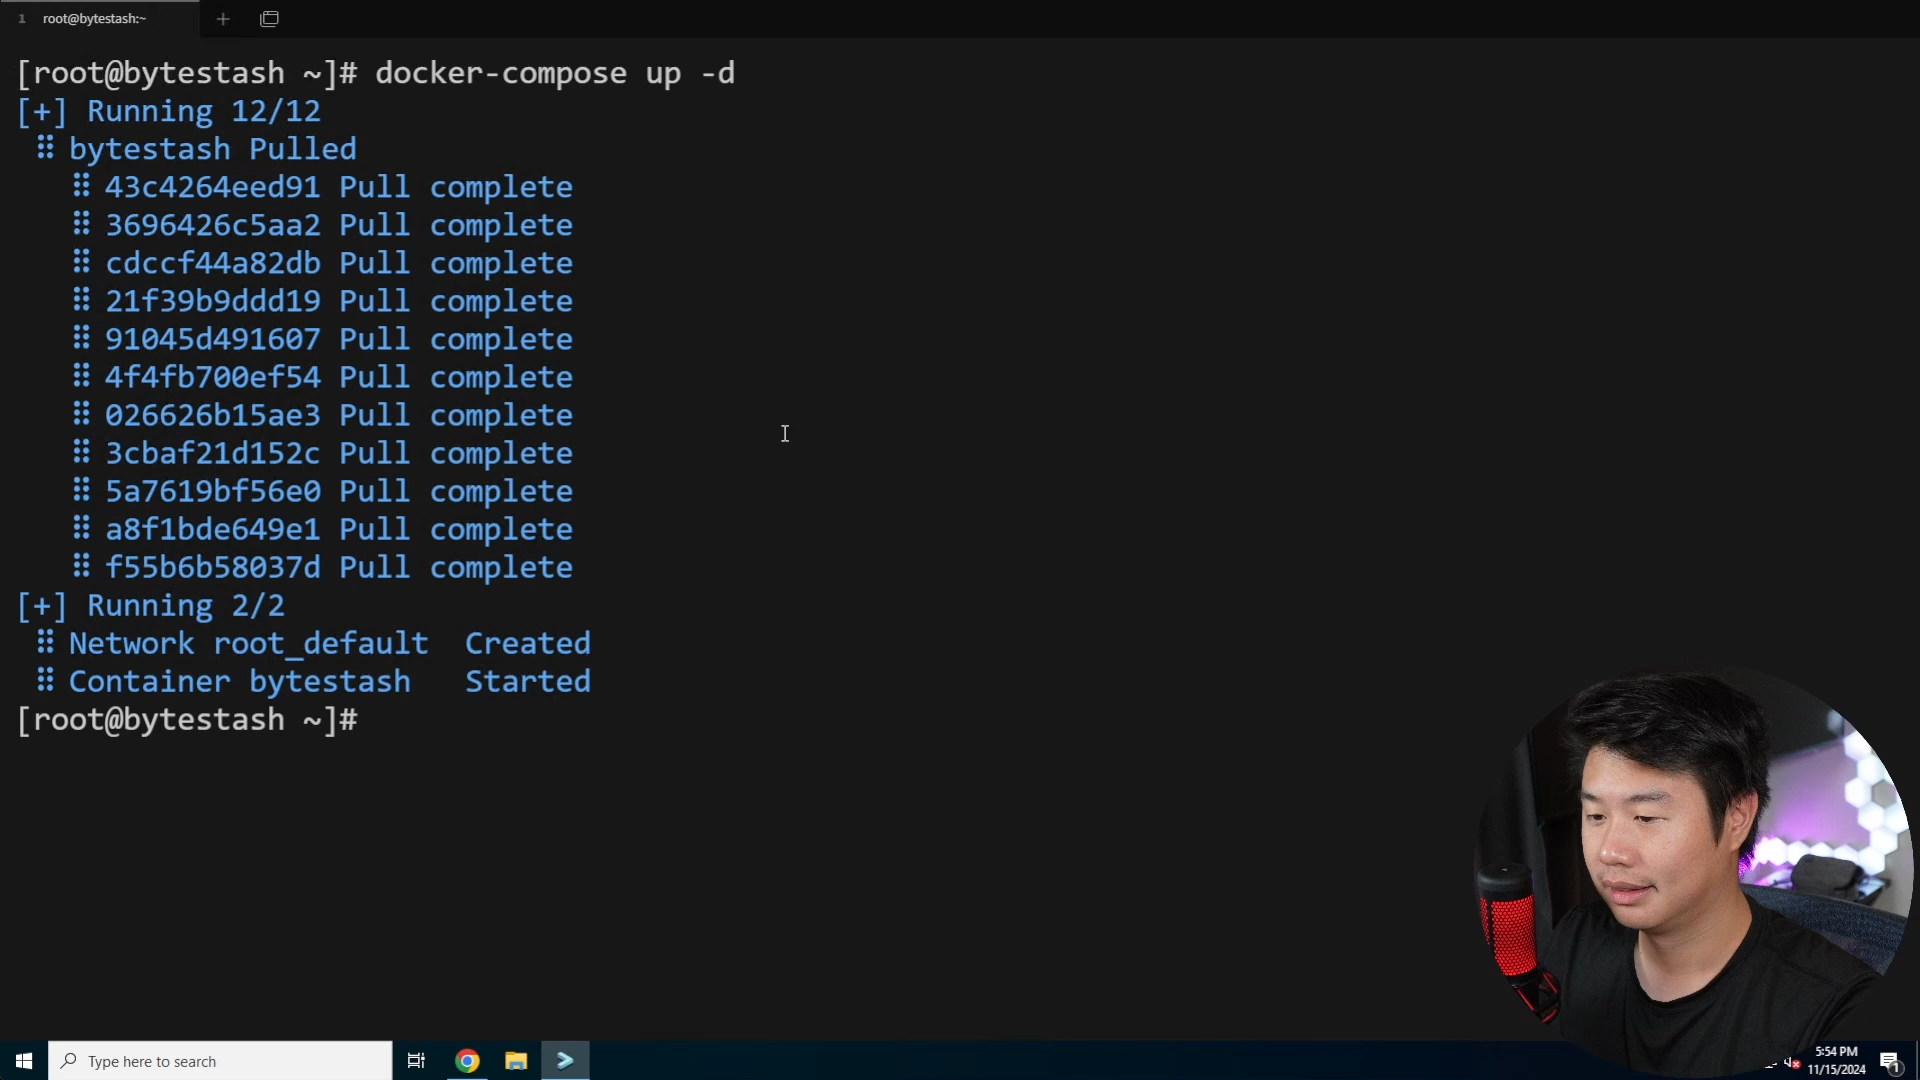 1 root@bytestash:~
[root@bytestash ~]# docker-compose up -d
[+] Running 12/12
⠿ bytestash Pulled
⠿ 43c4264eed91 Pull complete
⠿ 3696426c5aa2 Pull complete
⠿ cdccf44a82db Pull complete
⠿ 21f39b9ddd19 Pull complete
⠿ 91045d491607 Pull complete
⠿ 4f4fb700ef54 Pull complete
⠿ 026626b15ae3 Pull complete
⠿ 3cbaf21d152c Pull complete
⠿ 5a7619bf56e0 Pull complete
⠿ a8f1bde649e1 Pull complete
⠿ f55b6b58037d Pull complete
[+] Running 2/2
⠿ Network root_default Created
⠿ Container bytestash Started
[root@bytestash ~]#
Type here to search
5:54 PM
11/15/2024
1